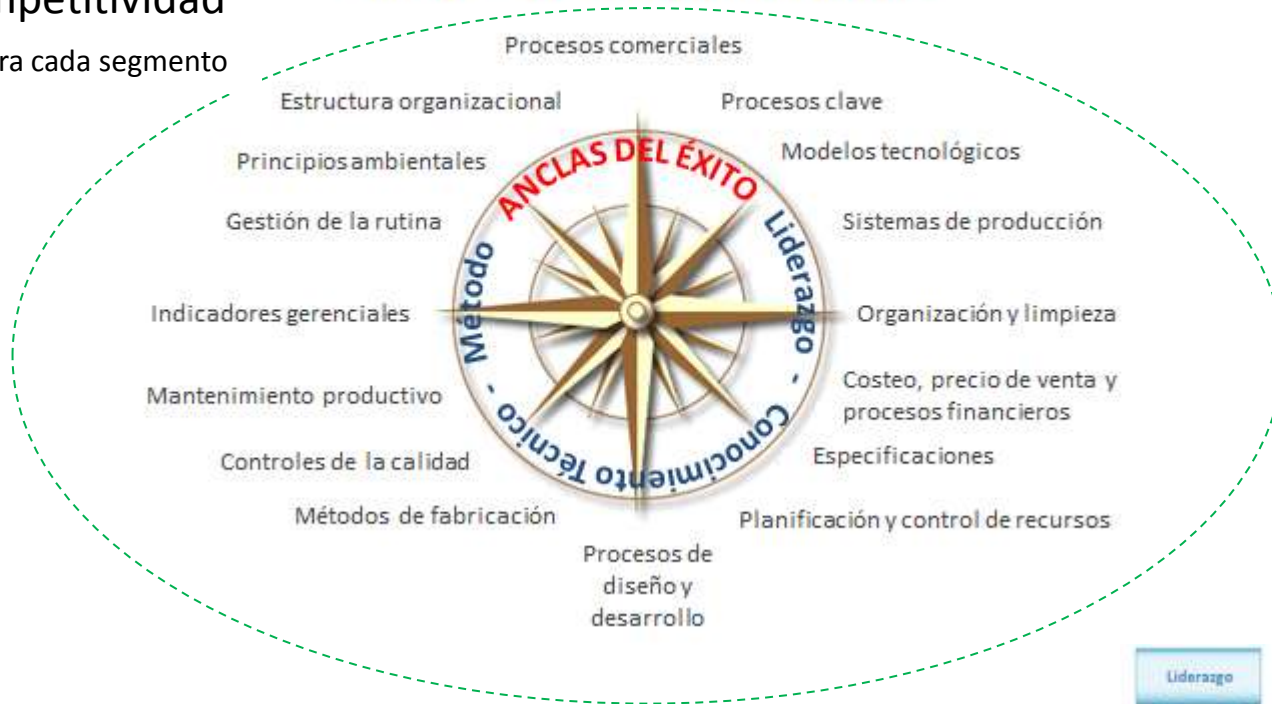 mpetitividad
ra cada segmento
Procesos comerciales
Estructura organizacional
Procesos clave
Principios ambientales
Modelos tecnológicos
Gestión de la rutina
Sistemas de producción
Indicadores gerenciales
Organización y limpieza
Mantenimiento productivo
Costeo, precio de venta y
procesos financieros
Controles de la calidad
Especificaciones
Métodos de fabricación
Planificación y control de recursos
Procesos de
diseño y
desarrollo
ANCLAS DEL ÉXITO
Liderazgo - Conocimiento Técnico - Método
Liderazgo